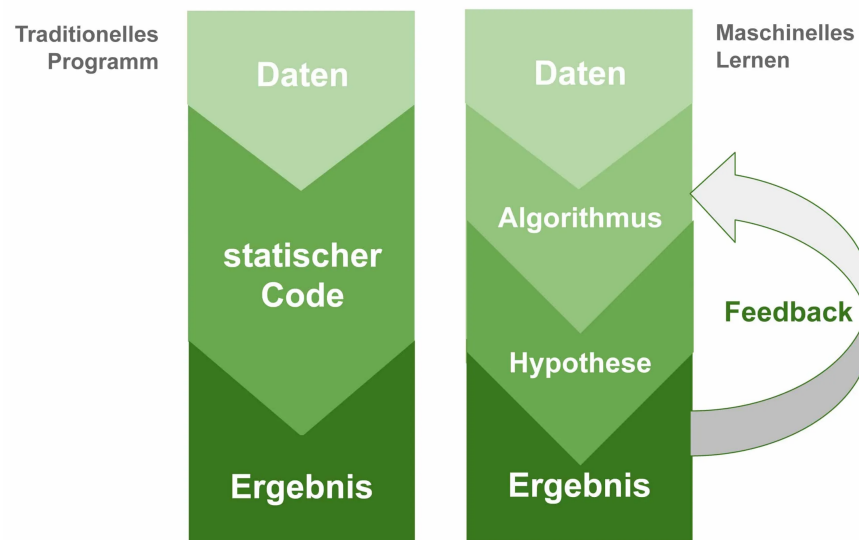 Traditionelles
Programm
Daten
statischer
Code
Ergebnis
Maschinelles
Lernen
Daten
Algorithmus
Hypothese
Ergebnis
Feedback